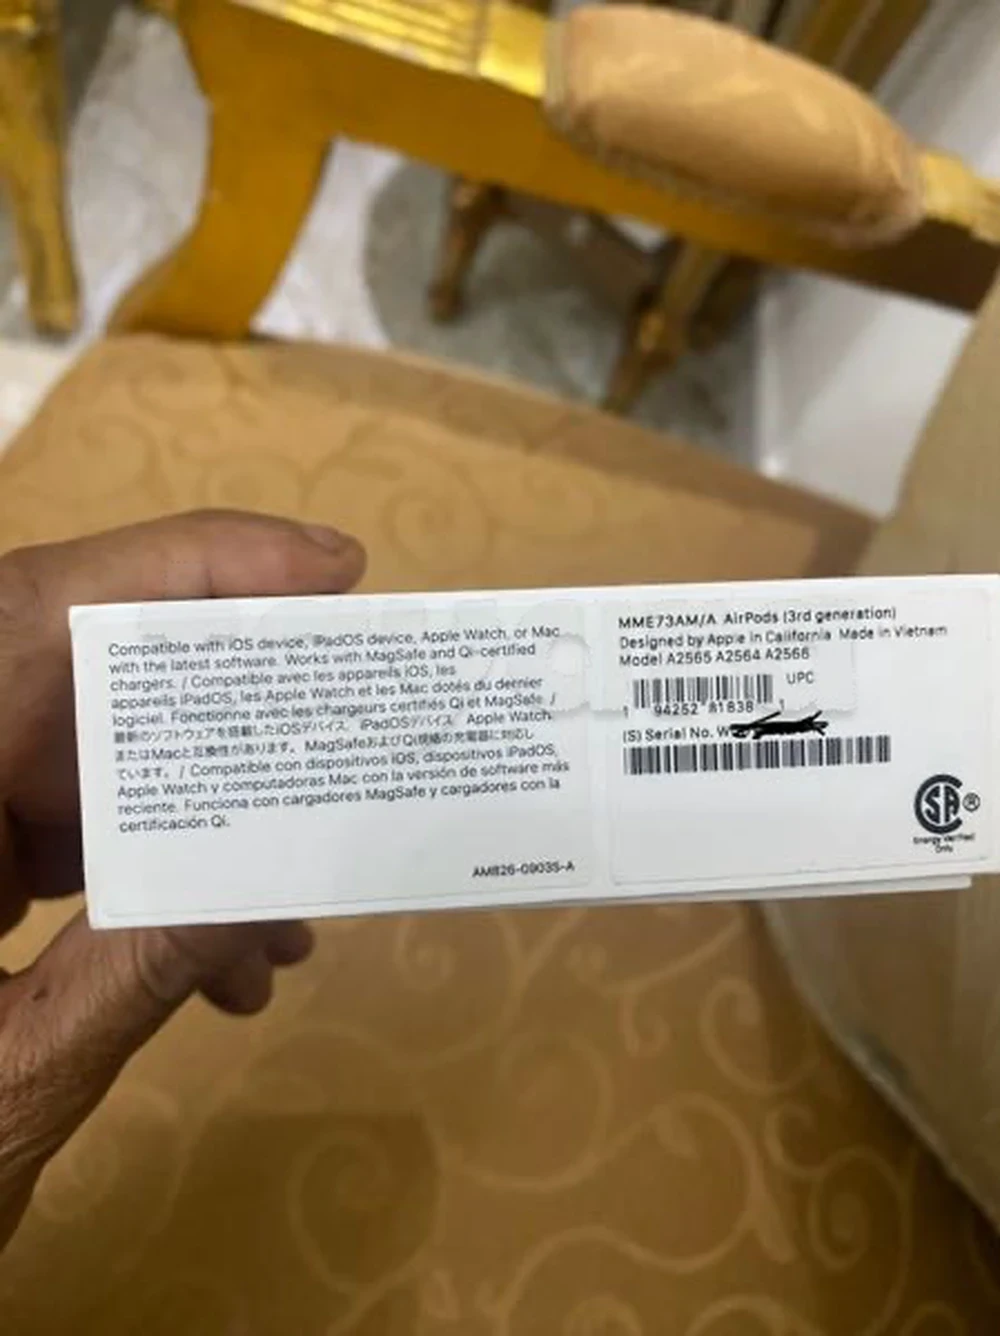 Compatible with iOS device, iPadOS device, Apple Watch, or Mac
with the latest software. Works with MagSafe and Qi-certified
chargers. / Compatible avec les appareils iOS, les
appareils iPadOS, les Apple Watch et les Mac dotés du dernier
logiciel. Fonctionne avec les chargeurs certifiés Qi et MagSafe. /
最新のソフトウェアを搭載したiOSデバイス、iPadOSデバイス、Apple Watch、
またはMacと互換性があります。MagSafeおよびQi規格の充電器に対応し
ています。/ Compatible con dispositivos iOS, dispositivos iPadOS,
Apple Watch y computadoras Mac con la versión de software más
reciente. Funciona con cargadores MagSafe y cargadores con la
certificación Qi.
AM826-09035-A
MME73AM/A AirPods (3rd generation)
Designed by Apple in California Made in Vietnam
Model A2565 A2564 A2566
UPC
1 94252 81838 1
(S) Serial No. W
SA ®
Energy Verified
Only